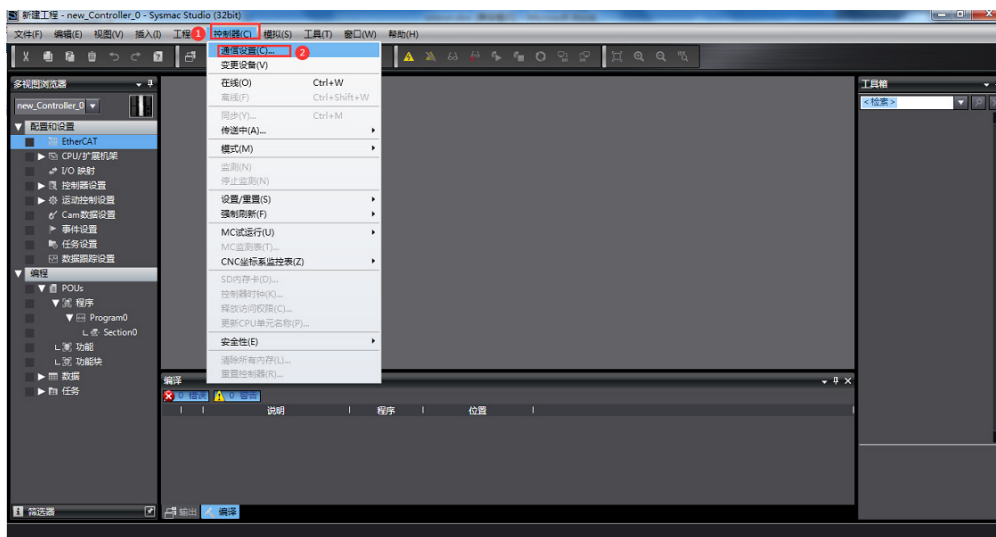 新建工程 - new_Controller_0 - Sysmac Studio (32bit)
文件(F) 编辑(E) 视图(V) 插入(I) 工程 1 控制器(C) 模拟(S) 工具(T) 窗口(W) 帮助(H)
通信设置(C)... 2
变更设备(V)
在线(O) Ctrl+W
离线(F) Ctrl+Shift+W
同步(Y)... Ctrl+M
传送中(A)...
模式(M)
监测(N)
停止监测(N)
设置/重置(S)
强制刷新(F)
MC试运行(U)
MC监测表(T)...
CNC坐标系监控表(Z)
SD内存卡(D)...
控制器时钟(K)...
释放访问权限(C)...
更新CPU单元名称(P)...
安全性(E)
清除所有内存(L)...
重置控制器(R)...
多视图浏览器
new_Controller_0
配置和设置
EtherCAT
CPU/扩展机架
I/O 映射
控制器设置
运动控制设置
Cam数据设置
事件设置
任务设置
数据跟踪设置
编程
POUs
程序
Program0
Section0
功能
功能块
数据
任务
筛选器
工具箱
<检索>
编译
0 错误 0 警告
说明 程序 位置
输出 编译